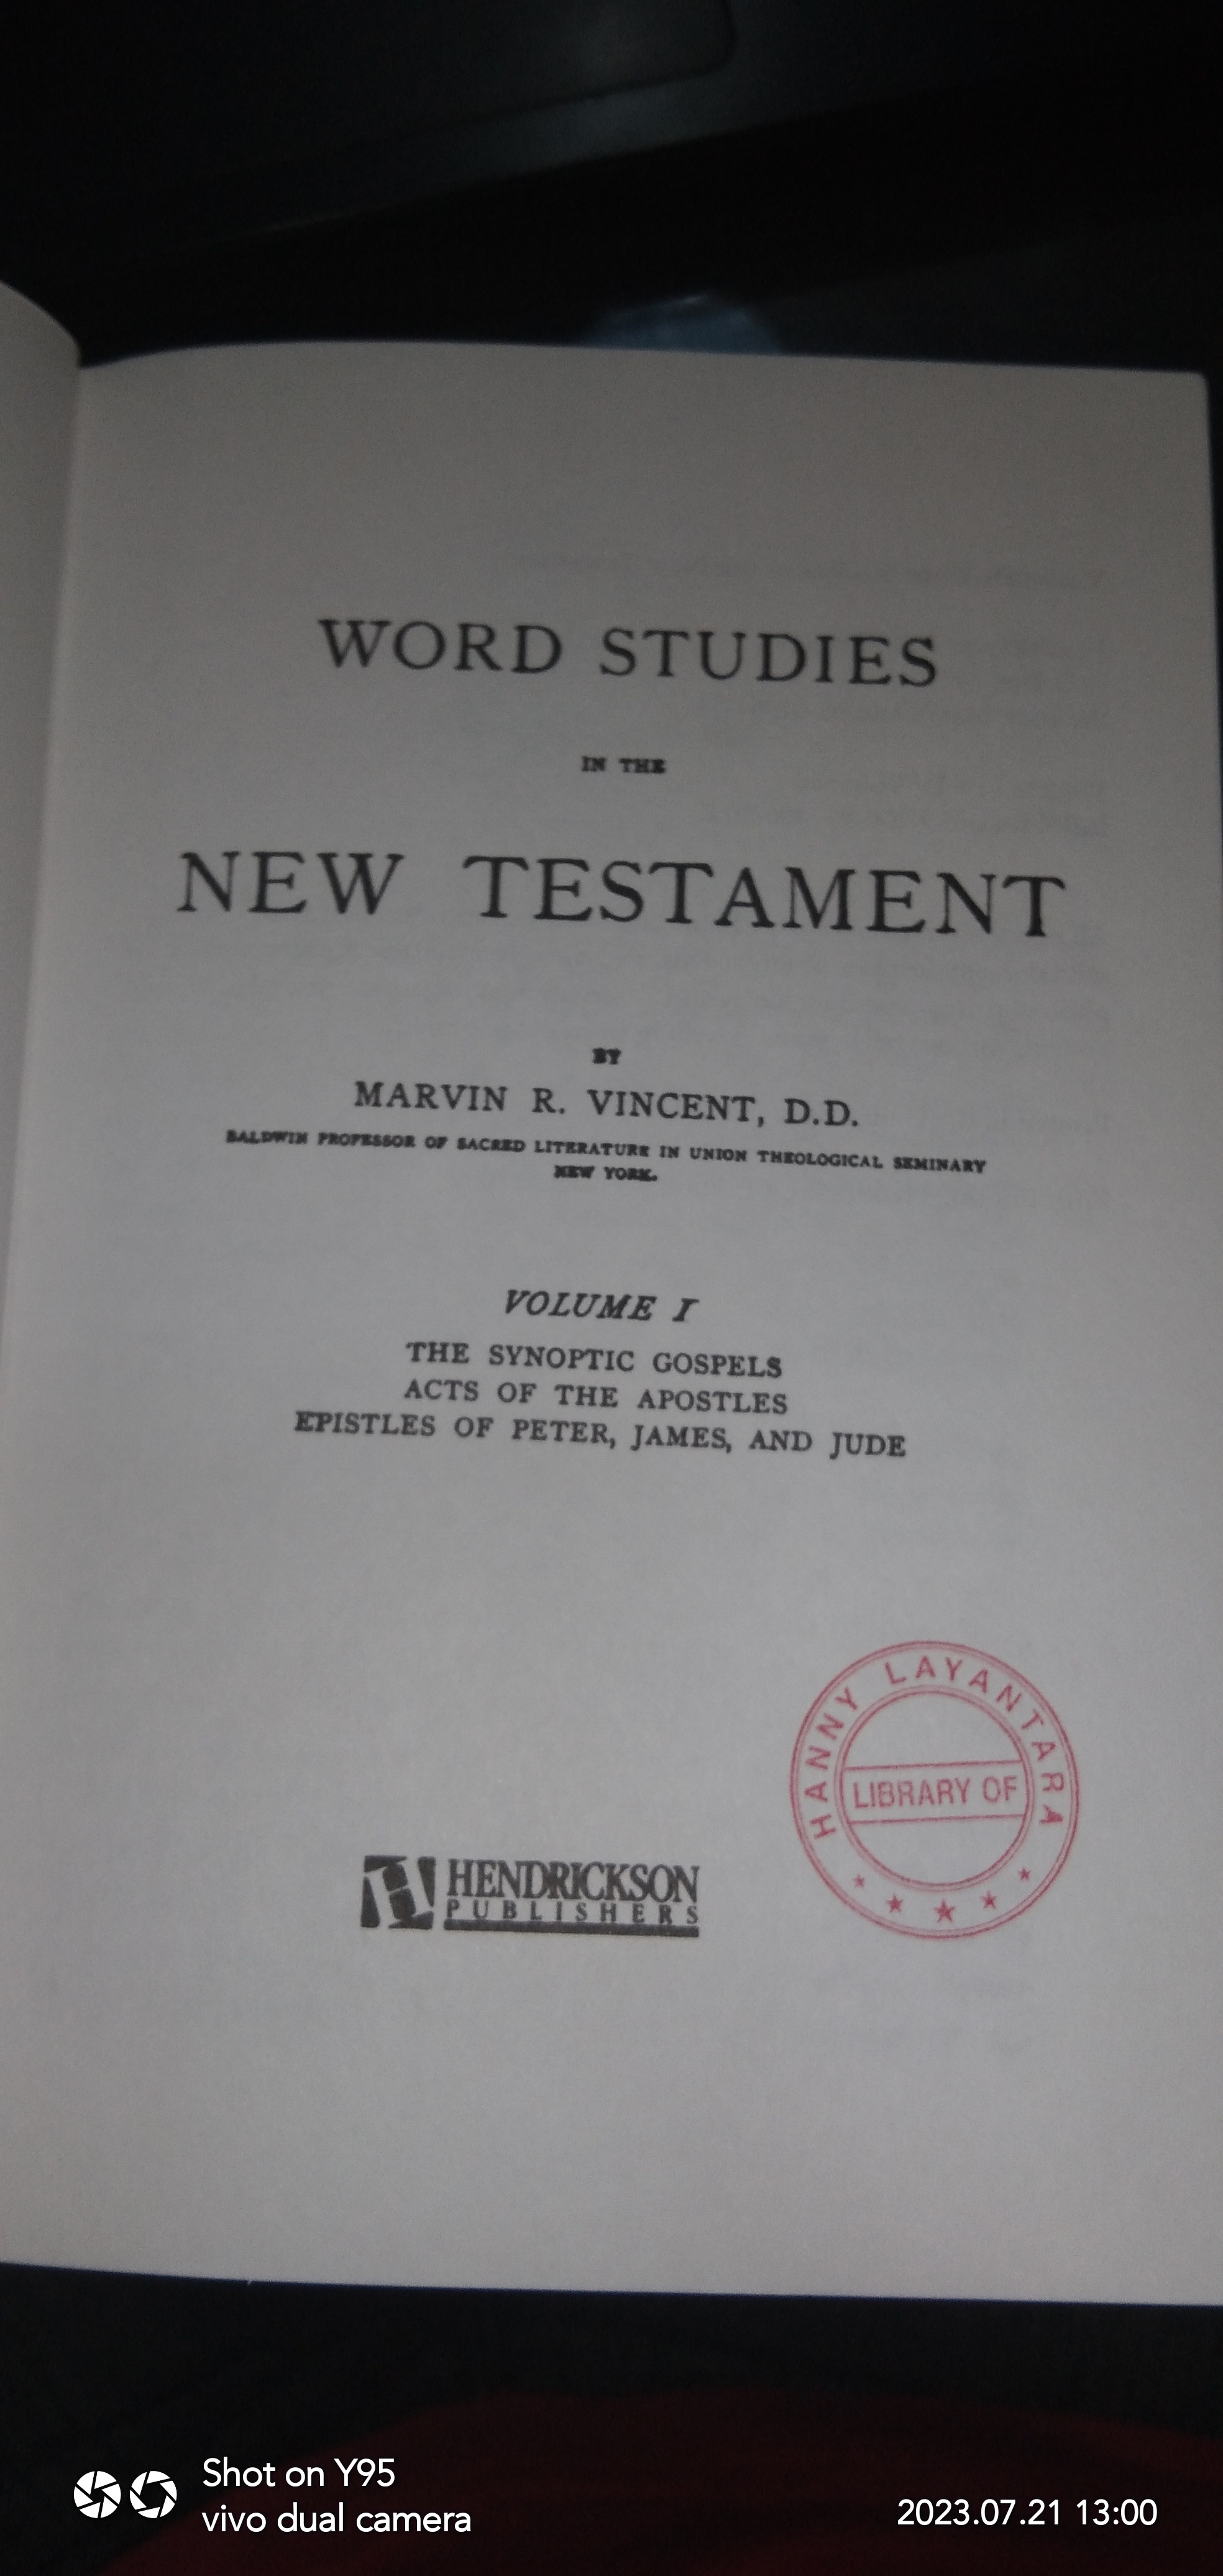 WORD STUDIES
IN THE
NEW TESTAMENT
BY
MARVIN R. VINCENT, D.D.
BALDWIN PROFESSOR OF SACRED LITERATURE IN UNION THEOLOGICAL SEMINARY
NEW YORK.
VOLUME I
THE SYNOPTIC GOSPELS
ACTS OF THE APOSTLES
EPISTLES OF PETER, JAMES, AND JUDE
HANNY LAYANTARA
LIBRARY OF
HENDRICKSON
PUBLISHERS
Shot on Y95
vivo dual camera
2023.07.21 13:00